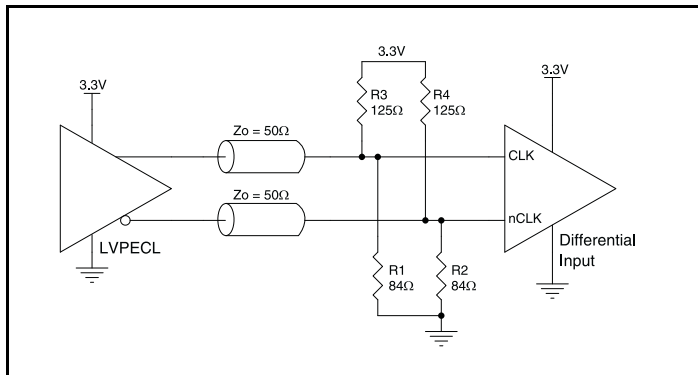 3.3V
3.3V
3.3V
R3
125Ω
R4
125Ω
Zo = 50Ω
CLK
Zo = 50Ω
nCLK
LVPECL
Differential
Input
R1
84Ω
R2
84Ω